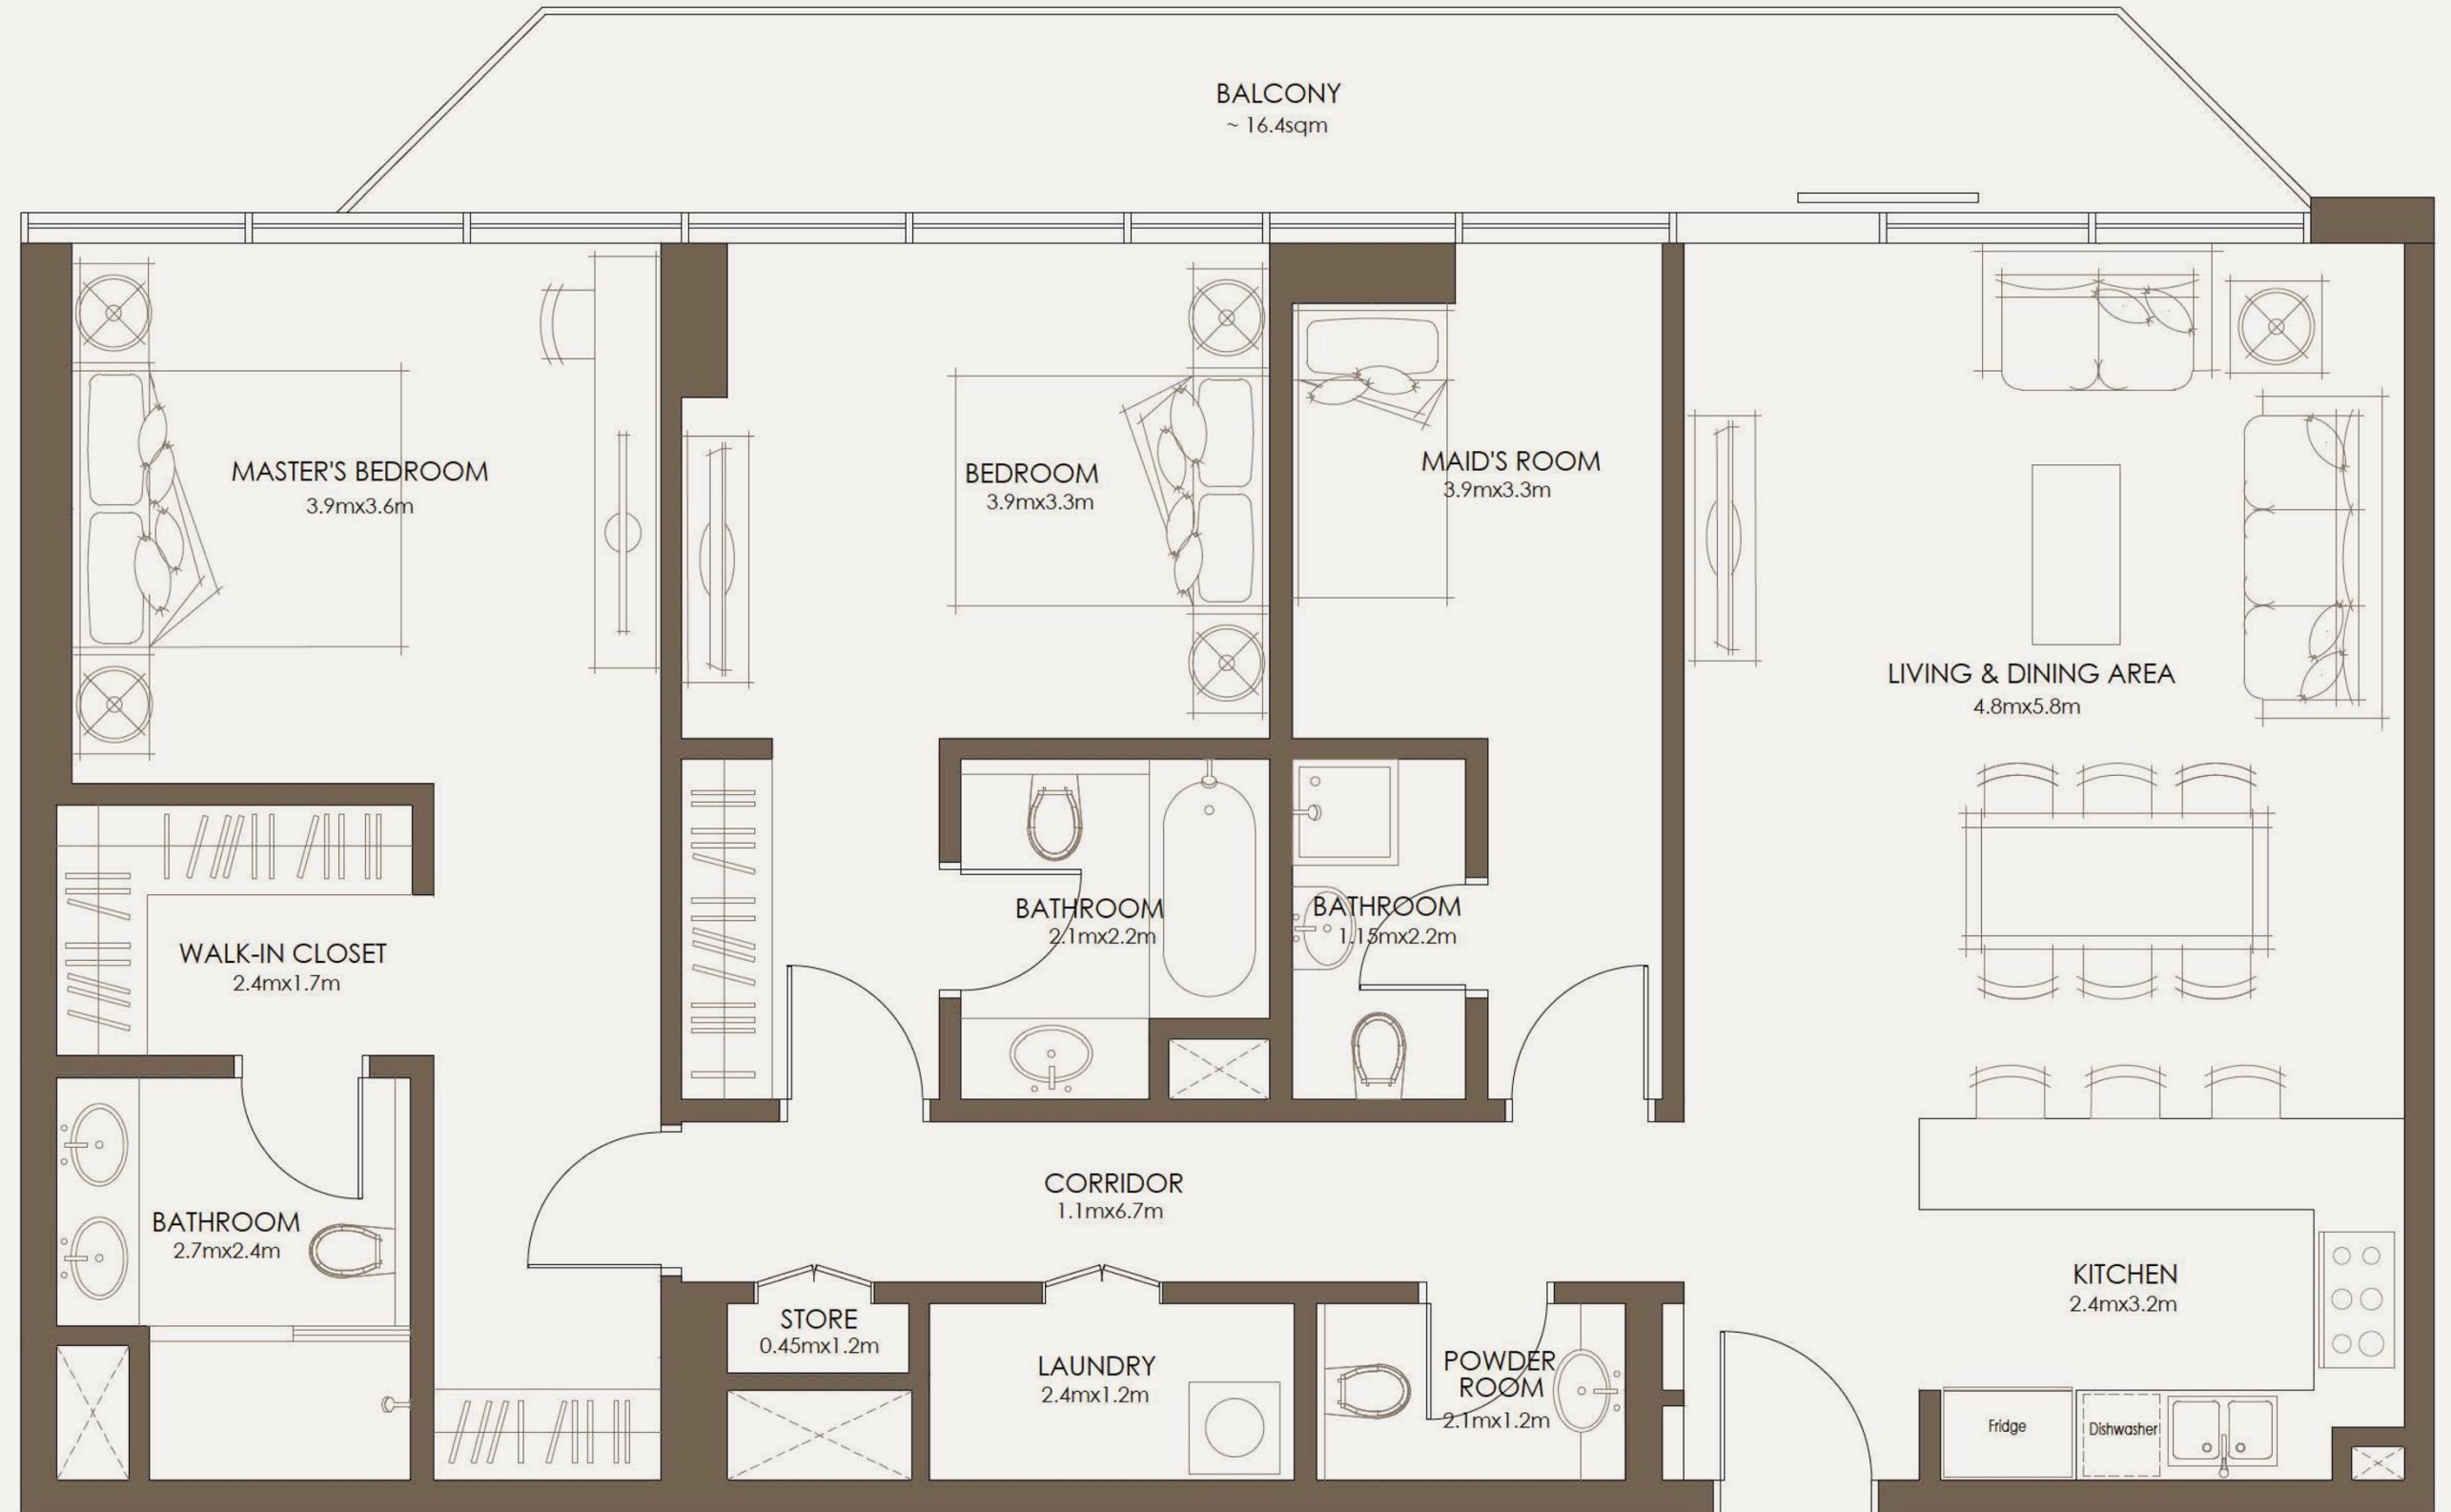 BALCONY
~ 16.4sqm
MASTER'S BEDROOM
3.9mx3.6m
BEDROOM
3.9mx3.3m
MAID'S ROOM
3.9mx3.3m
LIVING & DINING AREA
4.8mx5.8m
WALK-IN CLOSET
2.4mx1.7m
BATHROOM
2.1mx2.2m
BATHROOM
1.15mx2.2m
BATHROOM
2.7mx2.4m
CORRIDOR
1.1mx6.7m
KITCHEN
2.4mx3.2m
STORE
0.45mx1.2m
LAUNDRY
2.4mx1.2m
POWDER
ROOM
2.1mx1.2m
Fridge
Dishwasher